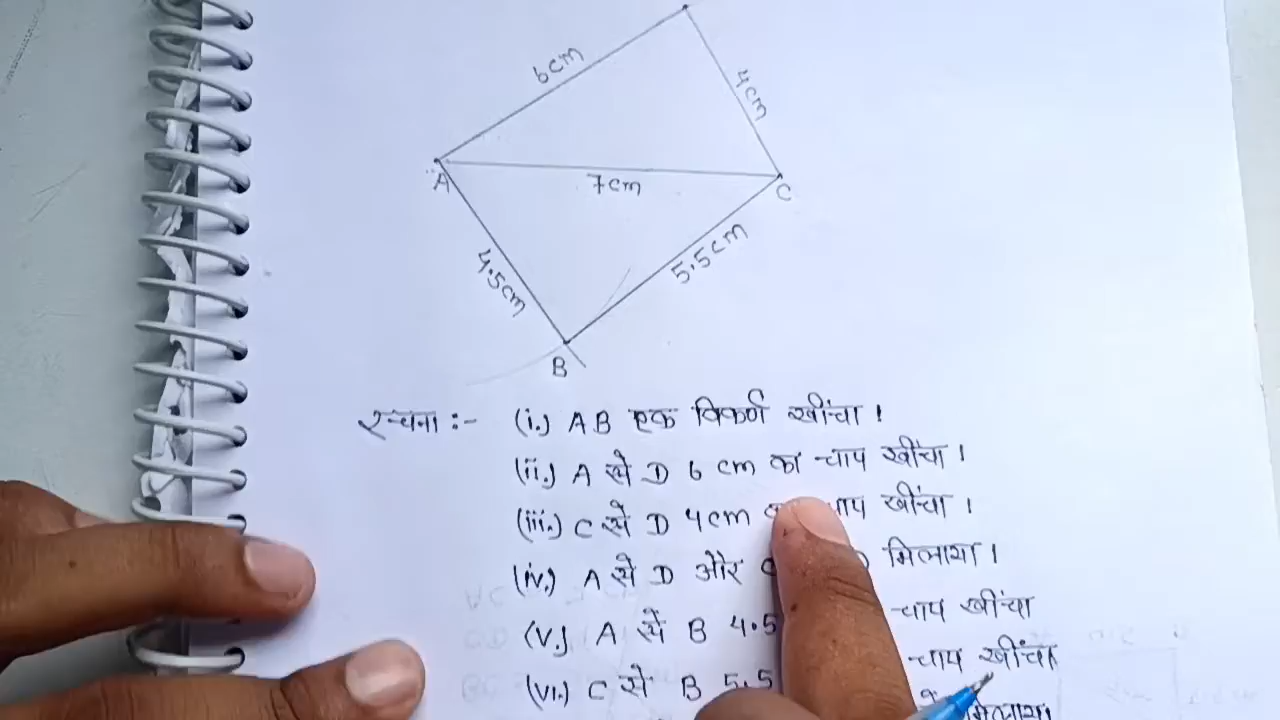 6cm
4cm
A
7cm
C
4.5cm
5.5cm
B
रचना :- (i.) AB एक विकर्ण खींचा ।
(ii.) A से D 6 cm का चाप खींचा ।
(iii.) C से D 4cm चाप खींचा ।
(iv.) A से D और मिलाया ।
(v.) A से B 4.5 चाप खींचा
(vi.) C से B 5.5 चाप खींचा
मिलाया